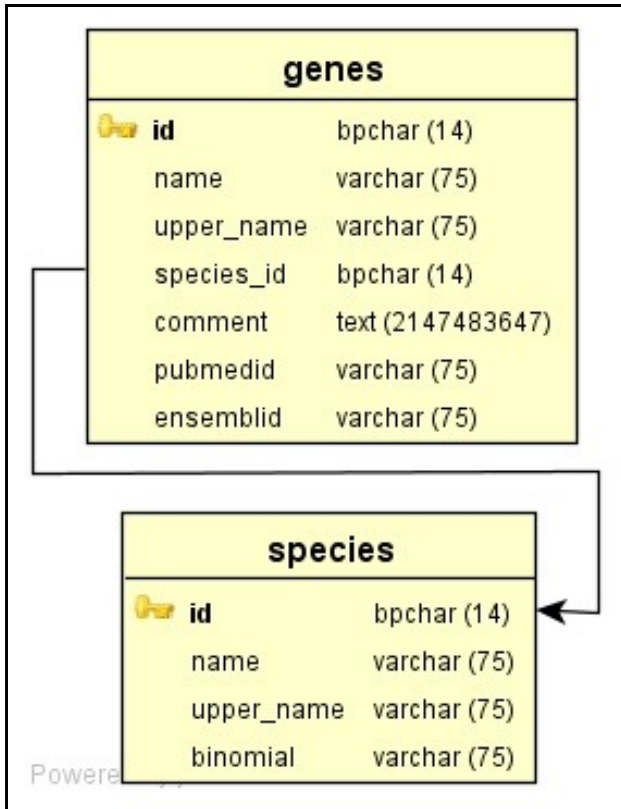 genes
id bpchar (14)
name varchar (75)
upper_name varchar (75)
species_id bpchar (14)
comment text (2147483647)
pubmedid varchar (75)
ensemblid varchar (75)
species
id bpchar (14)
name varchar (75)
upper_name varchar (75)
binomial varchar (75)